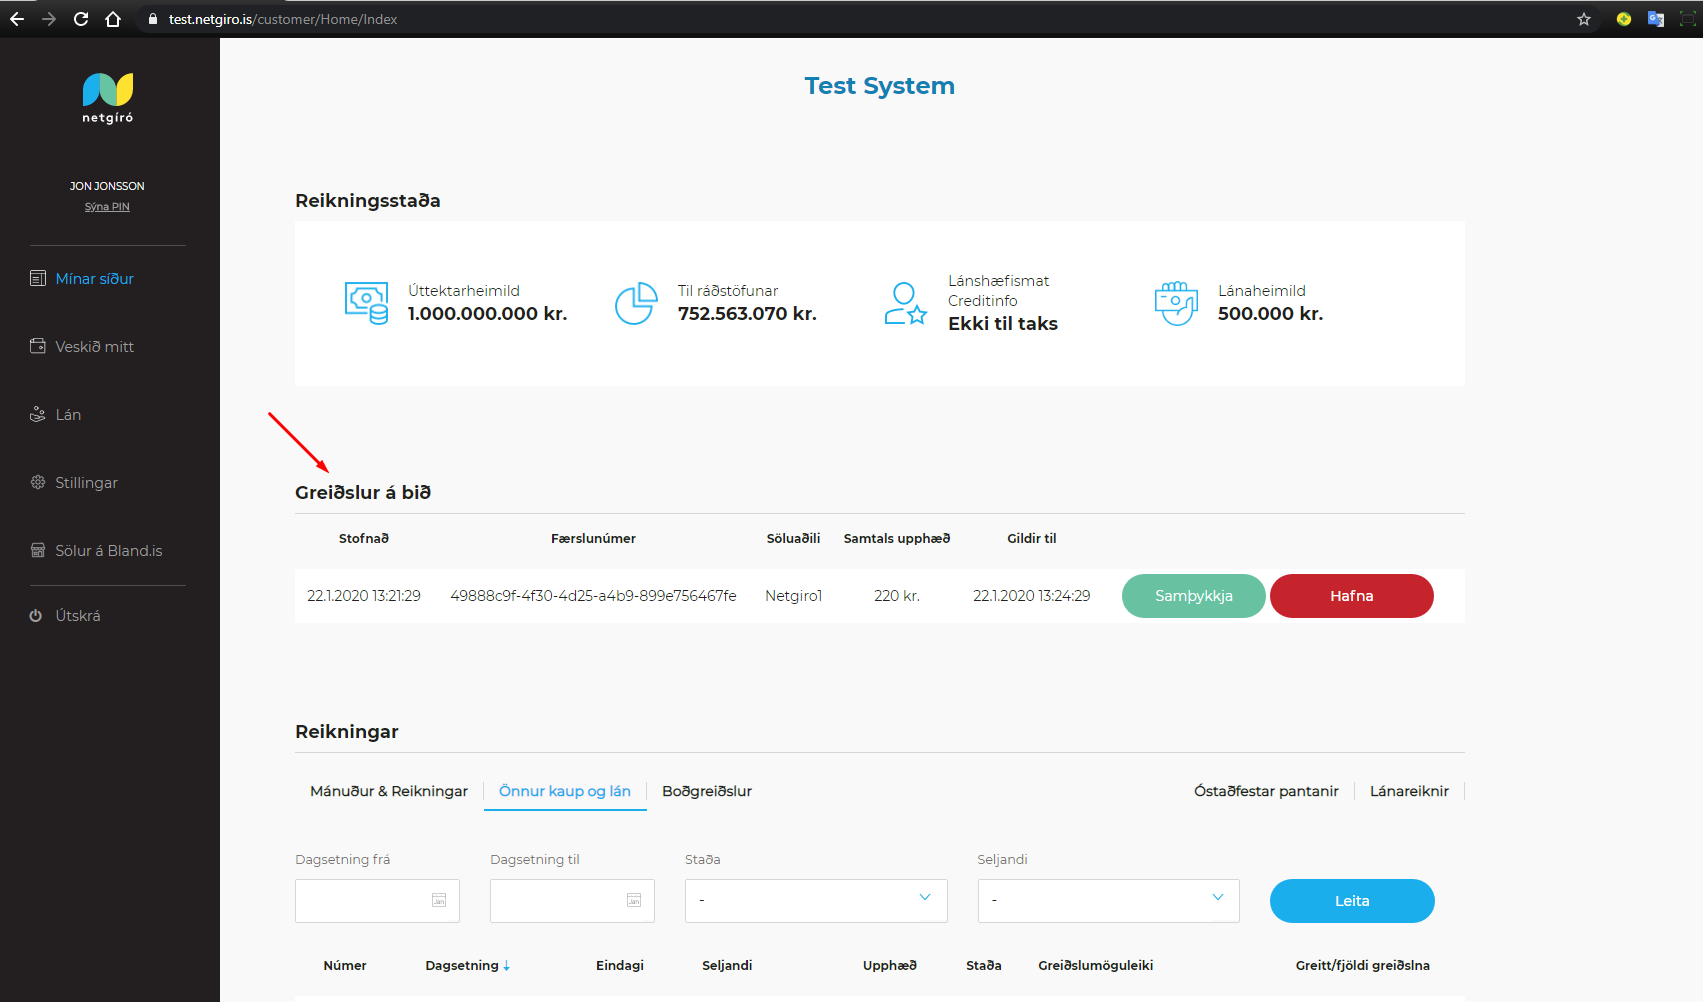 test.netgiro.is/customer/Home/Index
netgíró
JON JONSSON
Sýna PIN
Mínar síður
Veskið mitt
Lán
Stillingar
Sölur á Bland.is
Útskrá
Test System
Reikningsstaða
Úttektarheimild
1.000.000.000 kr.
Til ráðstöfunar
752.563.070 kr.
Lánshæfismat
Creditinfo
Ekki til taks
Lánaheimild
500.000 kr.
Greiðslur á bið
Stofnað Færslunúmer Söluaðili Samtals upphæð Gildir til
22.1.2020 13:21:29 49888c9f-4f30-4d25-a4b9-899e756467fe Netgiro1 220 kr. 22.1.2020 13:24:29 Samþykkja Hafna
Reikningar
Mánuður & Reikningar Önnur kaup og lán Boðgreiðslur Óstaðfestar pantanir Lánareiknir
Dagsetning frá Dagsetning til Staða Seljandi
Jan Jan - - Leita
Númer Dagsetning Eindagi Seljandi Upphæð Staða Greiðslumöguleiki Greitt/fjöldi greiðslna